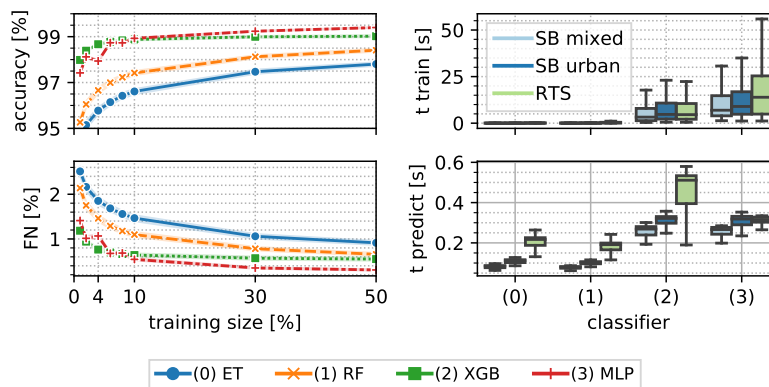 accuracy [%]
99
97
95
FN [%]
2
1
0
4
10
30
50
training size [%]
t train [s]
50
25
0
SB mixed
SB urban
RTS
t predict [s]
0.6
0.4
0.2
(0)
(1)
(2)
(3)
classifier
(0) ET
(1) RF
(2) XGB
(3) MLP